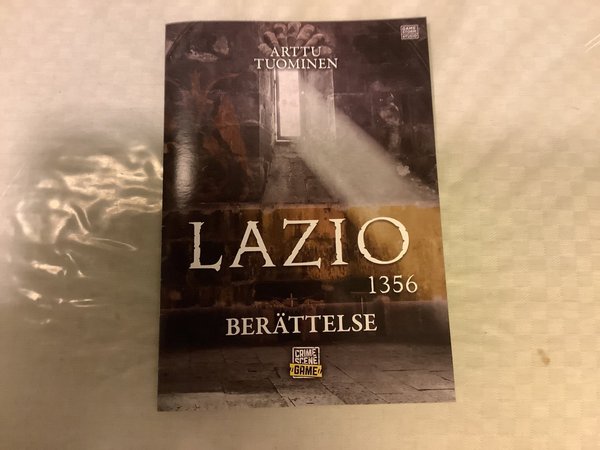 ARTTU
TUOMINEN
LAZIO
1356
BERÄTTELSE
CRIME
SCENE
GAME